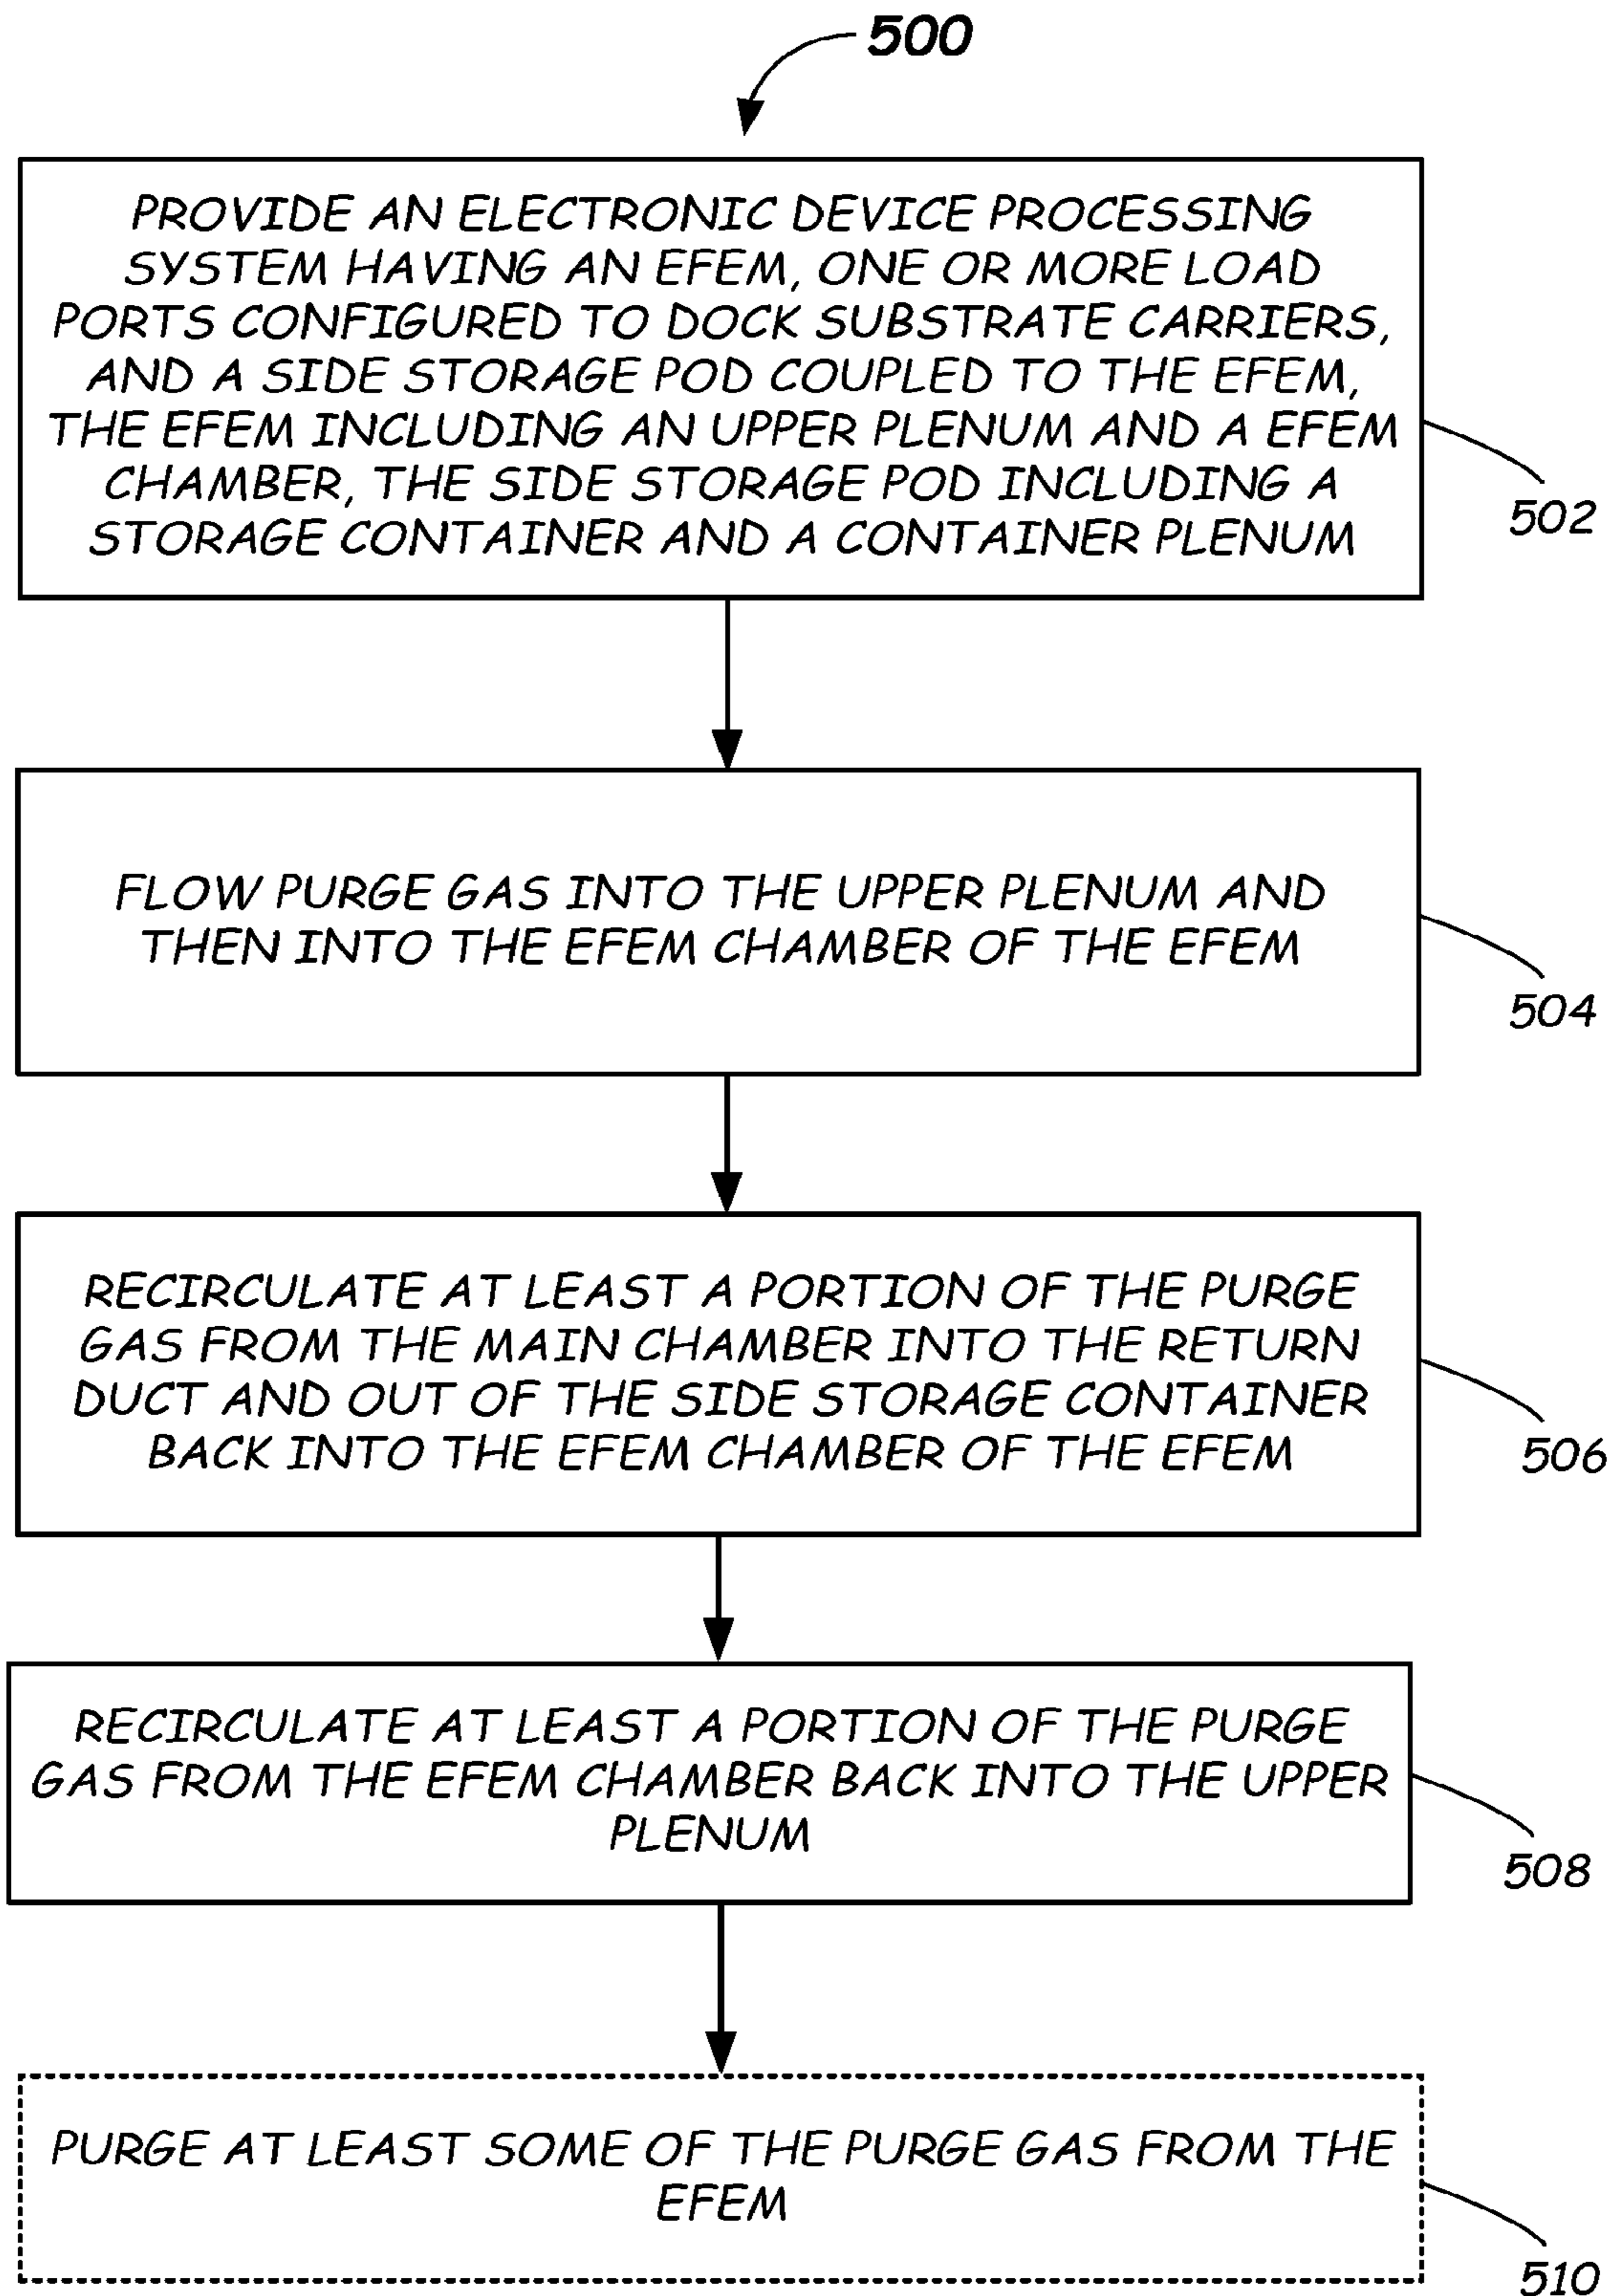 500
PROVIDE AN ELECTRONIC DEVICE PROCESSING
SYSTEM HAVING AN EFEM, ONE OR MORE LOAD
PORTS CONFIGURED TO DOCK SUBSTRATE CARRIERS,
AND A SIDE STORAGE POD COUPLED TO THE EFEM,
THE EFEM INCLUDING AN UPPER PLENUM AND A EFEM
CHAMBER, THE SIDE STORAGE POD INCLUDING A
STORAGE CONTAINER AND A CONTAINER PLENUM
502
FLOW PURGE GAS INTO THE UPPER PLENUM AND
THEN INTO THE EFEM CHAMBER OF THE EFEM
504
RECIRCULATE AT LEAST A PORTION OF THE PURGE
GAS FROM THE MAIN CHAMBER INTO THE RETURN
DUCT AND OUT OF THE SIDE STORAGE CONTAINER
BACK INTO THE EFEM CHAMBER OF THE EFEM
506
RECIRCULATE AT LEAST A PORTION OF THE PURGE
GAS FROM THE EFEM CHAMBER BACK INTO THE UPPER
PLENUM
508
PURGE AT LEAST SOME OF THE PURGE GAS FROM THE
EFEM
510